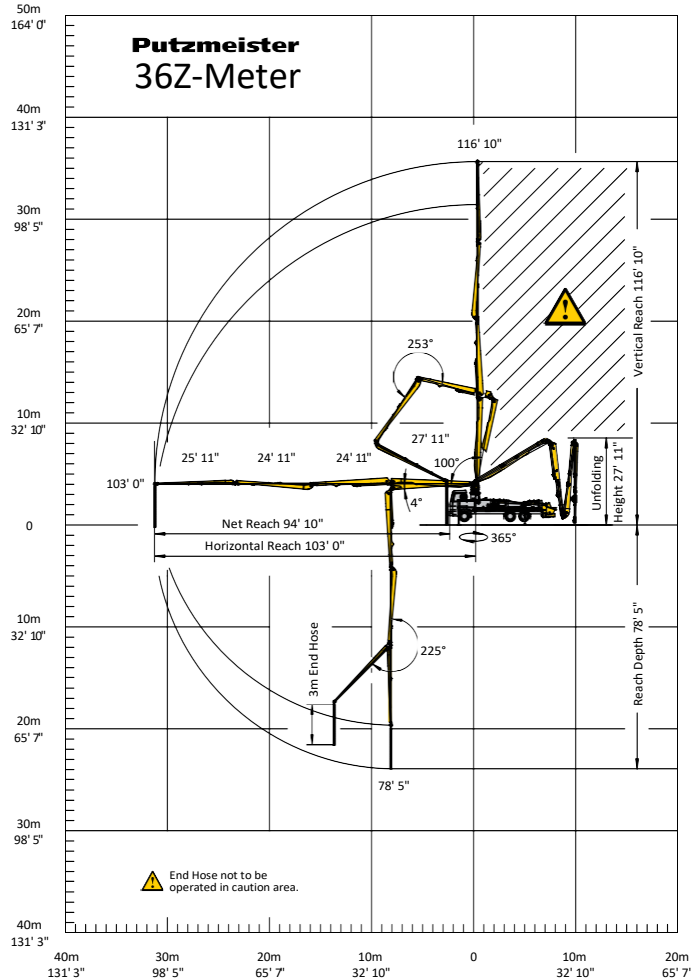 50m
164' 0"
Putzmeister
36Z-Meter
40m
131' 3"
116' 10"
30m
98' 5"
Vertical Reach 116' 10"
20m
65' 7"
253°
10m
32' 10"
27' 11"
25' 11"
24' 11"
24' 11"
100°
Unfolding
Height 27' 11"
103' 0"
4°
0
Net Reach 94' 10"
365°
Horizontal Reach 103' 0"
10m
32' 10"
3m End Hose
225°
Reach Depth 78' 5"
20m
65' 7"
78' 5"
30m
98' 5"
End Hose not to be
operated in caution area.
40m
131' 3"
40m
131' 3"
30m
98' 5"
20m
65' 7"
10m
32' 10"
0
10m
32' 10"
20m
65' 7"